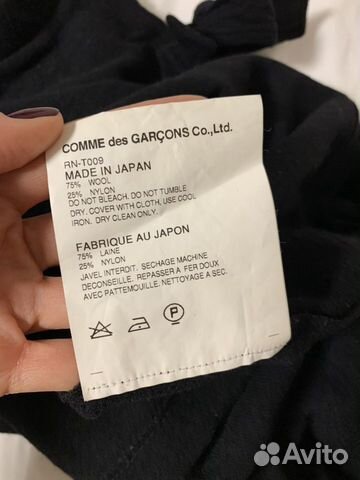 COMME des GARÇONS Co.,Ltd.
RN-T009
MADE IN JAPAN
75% WOOL
25% NYLON
DO NOT BLEACH. DO NOT TUMBLE
DRY. COVER WITH CLOTH, USE COOL
IRON. DRY CLEAN ONLY.
FABRIQUE AU JAPON
75% LAINE
25% NYLON
JAVEL INTERDIT. SECHAGE MACHINE
DECONSEILLE. REPASSER A FER DOUX
AVEC PATTEMOUILLE. NETTOYAGE A SEC.
P
Avito